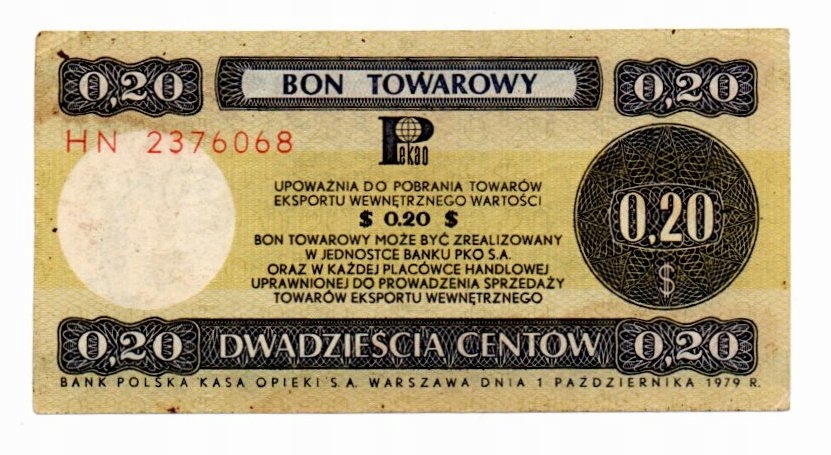 0,20 BON TOWAROWY 0,20
HN 2376068
Pekao
UPOWAŻNIA DO POBRANIA TOWARÓW
EKSPORTU WEWNĘTRZNEGO WARTOŚCI
$ 0.20 $
0,20
$
BON TOWAROWY MOŻE BYĆ ZREALIZOWANY
W JEDNOSTCE BANKU PKO S.A.
ORAZ W KAŻDEJ PLACÓWCE HANDLOWEJ
UPRAWNIONEJ DO PROWADZENIA SPRZEDAŻY
TOWARÓW EKSPORTU WEWNĘTRZNEGO
0,20 DWADZIEŚCIA CENTÓW 0,20
BANK POLSKA KASA OPIEKI S.A. WARSZAWA DNIA 1 PAŹDZIERNIKA 1979 R.